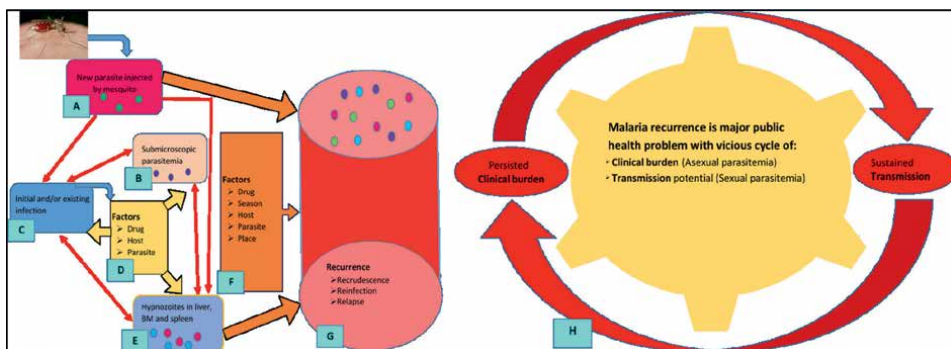 New parasite injected
by mosquito
A
Submicroscopic
parasitemia
B
Initial and/or existing
infection
C
Factors
➢ Drug
➢ Host
➢ Parasite
D
Hypnozoites in liver,
BM and spleen
E
Factors
➢ Drug
➢ Season
➢ Host
➢ Parasite
➢ Place
F
Recurrence
➢Recrudescence
➢Reinfection
➢Relapse
G
Persisted
Clinical burden
Malaria recurrence is major public
health problem with vicious cycle of:
- Clinical burden (Asexual parasitemia)
- Transmission potential (Sexual parasitemia)
Sustained
Transmission
H